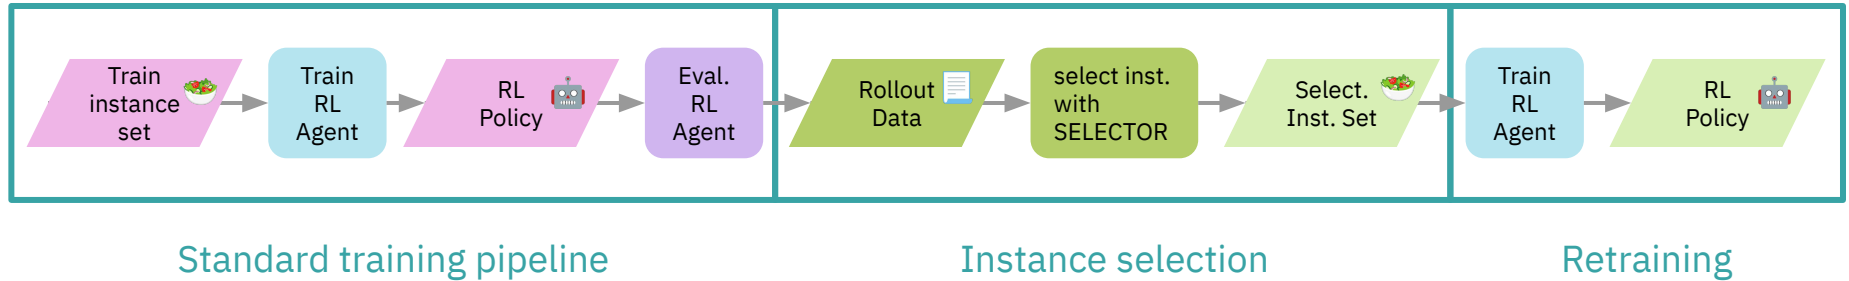 Train
instance
set
Train
RL
Agent
RL
Policy
Eval.
RL
Agent
Rollout
Data
select inst.
with
SELECTOR
Select.
Inst. Set
Train
RL
Agent
RL
Policy
Standard training pipeline
Instance selection
Retraining